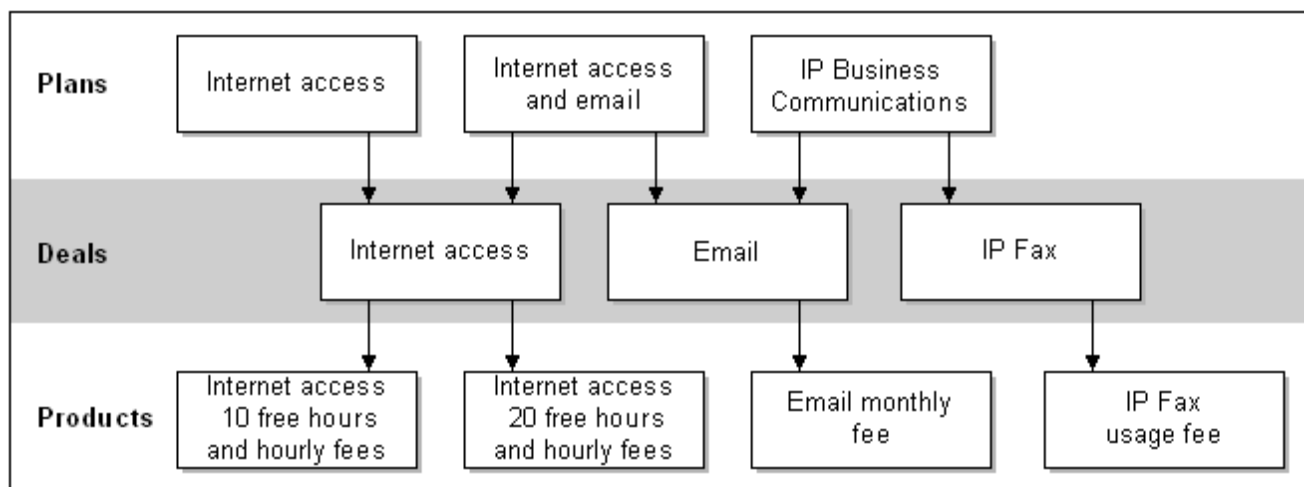 Plans
Internet access
Internet access
and email
IP Business
Communications
Deals
Internet access
Email
IP Fax
Products
Internet access
10 free hours
and hourly fees
Internet access
20 free hours
and hourly fees
Email monthly
fee
IP Fax
usage fee